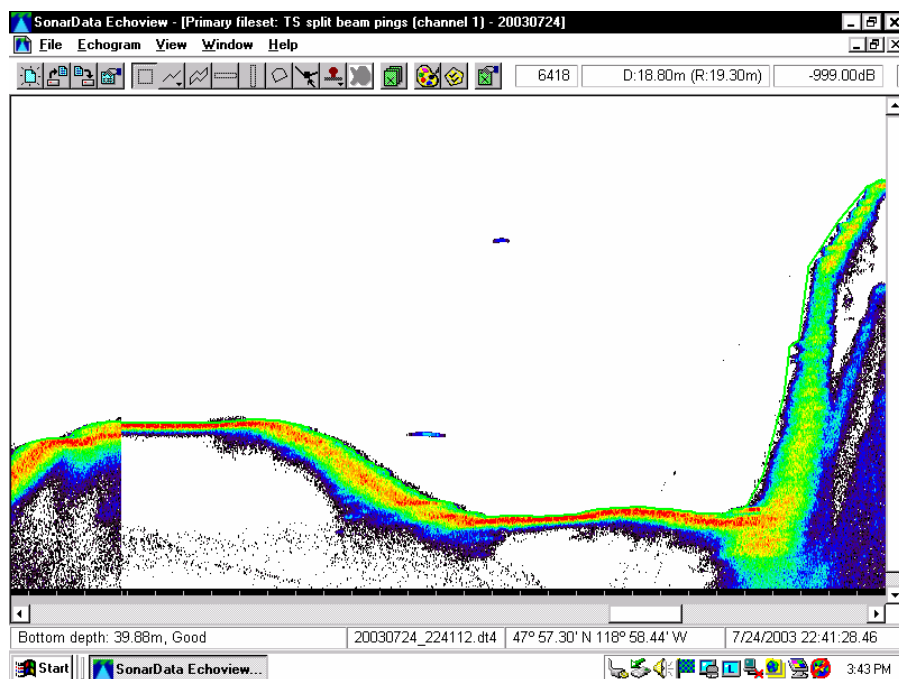 SonarData Echoview - [Primary fileset: TS split beam pings (channel 1) - 20030724]
File Echogram View Window Help
6418 D:18.80m (R:19.30m) -999.00dB
Bottom depth: 39.88m, Good 20030724_224112.dt4 47° 57.30' N 118° 58.44' W 7/24/2003 22:41:28.46
Start SonarData Echoview... L 3:43 PM